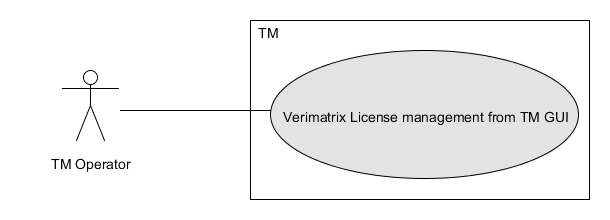 TM
Verimatrix License management from TM GUI
TM Operator